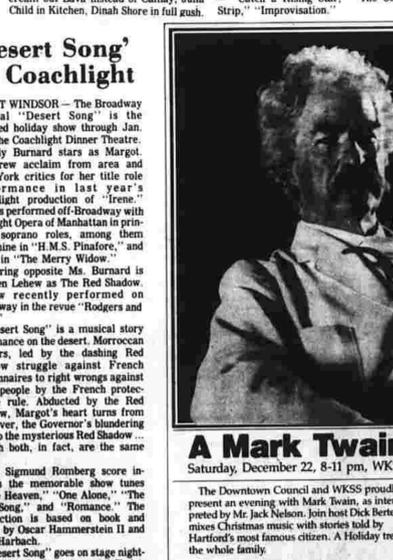 Child in Kitchen, Dinah Shore in full gush.
Strip," "Improvisation."
esert Song'
Coachlight
T WINDSOR — The Broadway
al "Desert Song" is the
ed holiday show through Jan.
he Coachlight Dinner Theatre.
y Burnard stars as Margot.
rew acclaim from area and
York critics for her title role
ormance in last year's
light production of "Irene."
s performed off-Broadway with
ght Opera of Manhattan in prin-
soprano roles, among them
ine in "H.M.S. Pinafore," and
in "The Merry Widow."
ring opposite Ms. Burnard is
n Lehew as The Red Shadow.
w recently performed on
way in the revue "Rodgers and
sert Song" is a musical story
ance on the desert. Morroccan
rs, led by the dashing Red
w struggle against French
nnaires to right wrongs against
people by the French protec-
rule. Abducted by the Red
w, Margot's heart turns from
ver, the Governor's blundering
o the mysterious Red Shadow ...
h both, in fact, are the same
Sigmund Romberg score in-
s the memorable show tunes
Heaven," "One Alone," "The
Song," and "Romance." The
ction is based on book and
by Oscar Hammerstein II and
Harbach.
esert Song" goes on stage night-
A Mark Twai
Saturday, December 22, 8-11 pm, WK
The Downtown Council and WKSS proudl
present an evening with Mark Twain, as inter
preted by Mr. Jack Nelson. Join host Dick Berte
mixes Christmas music with stories told by
Hartford's most famous citizen. A Holiday tre
the whole family.